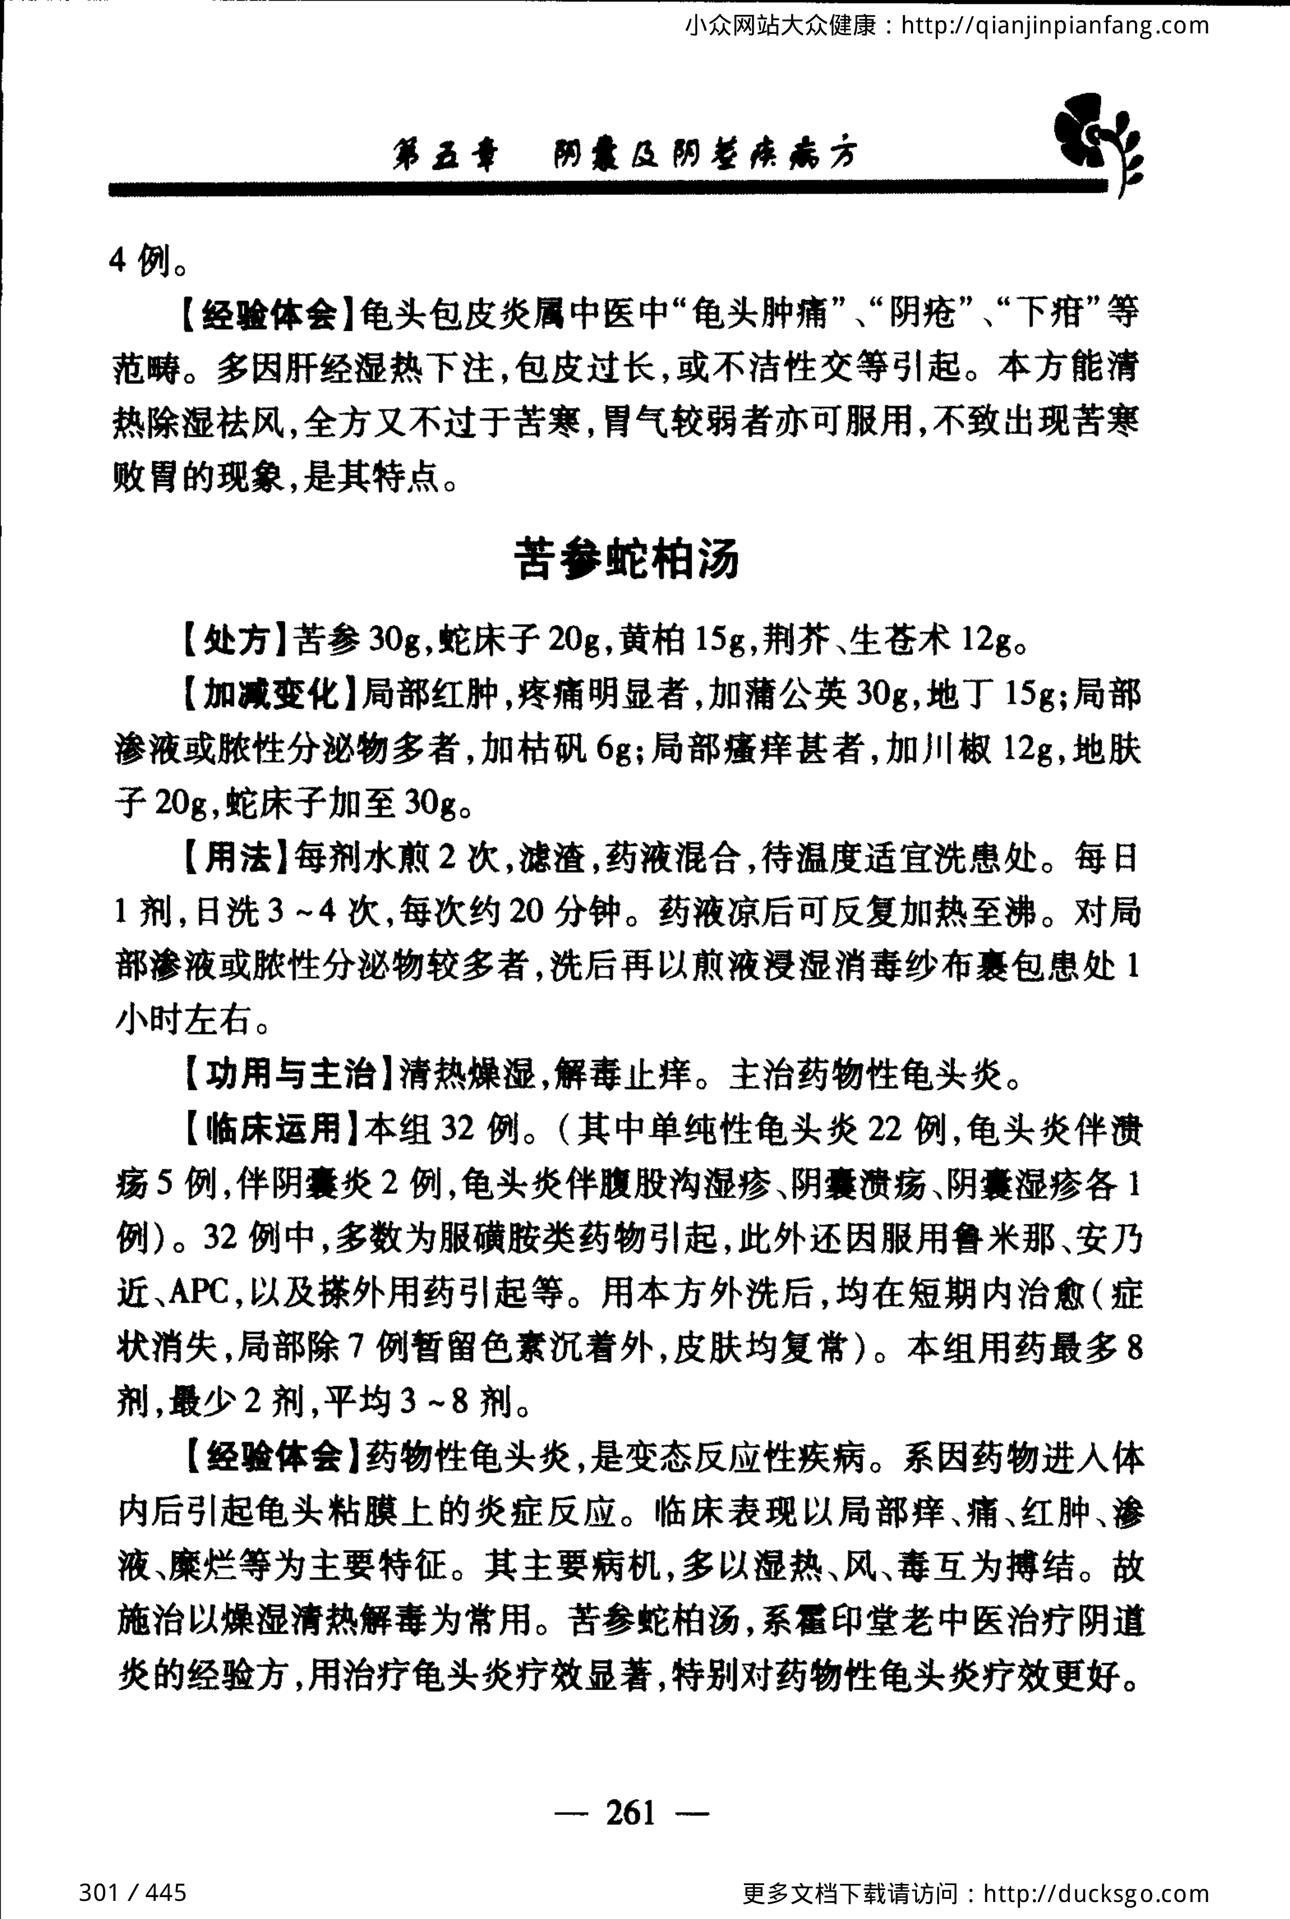 小众网站大众健康：http://qianjinpianfang.com
第五章 阴囊及阴茎疾病方
4 例。
【经验体会】龟头包皮炎属中医中“龟头肿痛”、“阴疮”、“下疳”等
范畴。多因肝经湿热下注，包皮过长，或不洁性交等引起。本方能清
热除湿祛风，全方又不过于苦寒，胃气较弱者亦可服用，不致出现苦寒
败胃的现象，是其特点。
苦参蛇柏汤
【处方】苦参 30g，蛇床子 20g，黄柏 15g，荆芥、生苍术 12g。
【加减变化】局部红肿，疼痛明显者，加蒲公英 30g，地丁 15g；局部
渗液或脓性分泌物多者，加枯矾 6g；局部瘙痒甚者，加川椒 12g，地肤
子 20g，蛇床子加至 30g。
【用法】每剂水煎 2 次，滤渣，药液混合，待温度适宜洗患处。每日
1 剂，日洗 3 ~ 4 次，每次约 20 分钟。药液凉后可反复加热至沸。对局
部渗液或脓性分泌物较多者，洗后再以煎液浸湿消毒纱布裹包患处 1
小时左右。
【功用与主治】清热燥湿，解毒止痒。主治药物性龟头炎。
【临床运用】本组 32 例。（其中单纯性龟头炎 22 例，龟头炎伴溃
疡 5 例，伴阴囊炎 2 例，龟头炎伴腹股沟湿疹、阴囊溃疡、阴囊湿疹各 1
例）。32 例中，多数为服磺胺类药物引起，此外还因服用鲁米那、安乃
近、APC，以及搽外用药引起等。用本方外洗后，均在短期内治愈（症
状消失，局部除 7 例暂留色素沉着外，皮肤均复常）。本组用药最多 8
剂，最少 2 剂，平均 3 ~ 8 剂。
【经验体会】药物性龟头炎，是变态反应性疾病。系因药物进入体
内后引起龟头粘膜上的炎症反应。临床表现以局部痒、痛、红肿、渗
液、糜烂等为主要特征。其主要病机，多以湿热、风、毒互为搏结。故
施治以燥湿清热解毒为常用。苦参蛇柏汤，系霍印堂老中医治疗阴道
炎的经验方，用治疗龟头炎疗效显著，特别对药物性龟头炎疗效更好。
— 261 —
301 / 445
更多文档下载请访问：http://ducksgo.com